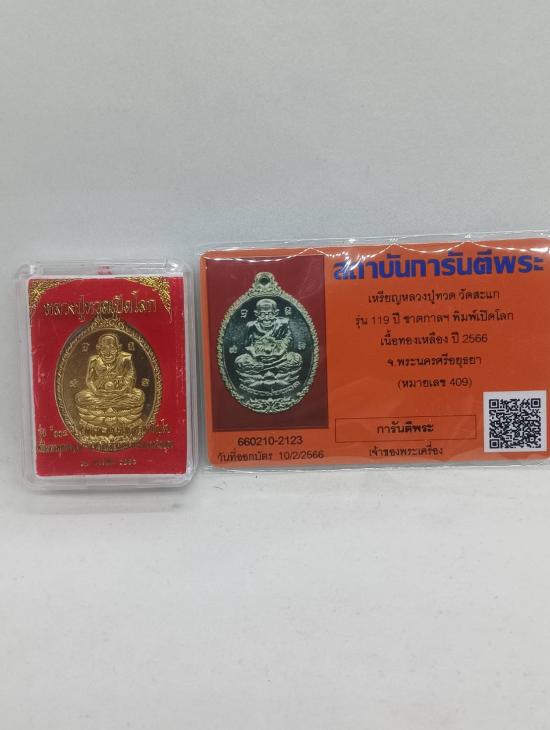 หลวงปู่ทวดเปิดโลก
รุ่น "๑๑๙
สถาบันการันตีพระ
เหรียญหลวงปู่ทวด วัดสะแก
รุ่น 119 ปี ชาตกาลฯ พิมพ์เปิดโลก
เนื้อทองเหลือง ปี 2566
จ.พระนครศรีอยุธยา
(หมายเลข 409)
การันตีพระ
เจ้าของพระเครื่อง
660210-2123
วันที่ออกบัตร 10/2/2566